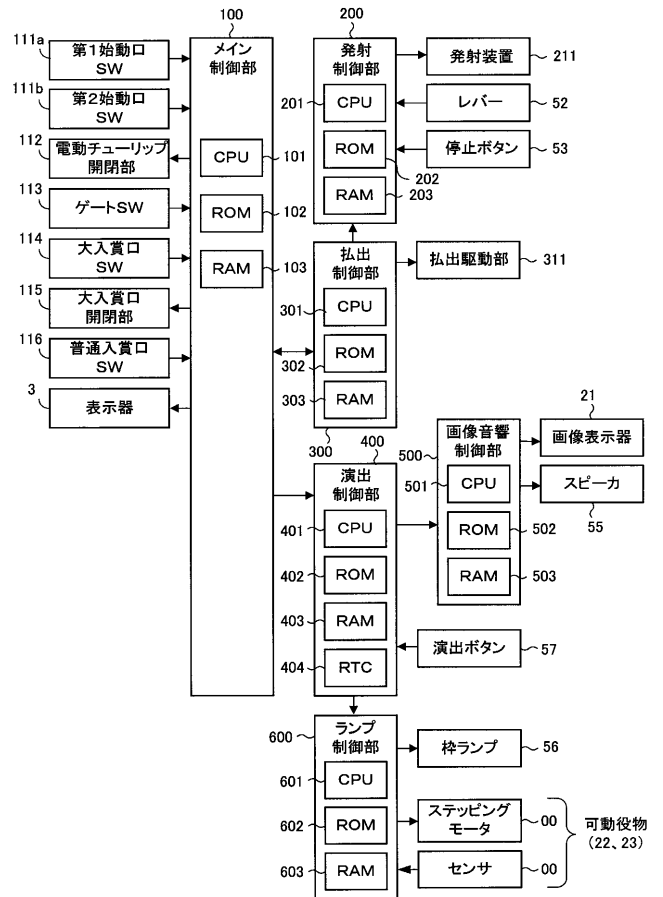 100
メイン
制御部
CPU
101
ROM
102
RAM
103
111a
第1始動口
SW
111b
第2始動口
SW
112
電動チューリップ
開閉部
113
ゲートSW
114
大入賞口
SW
115
大入賞口
開閉部
116
普通入賞口
SW
3
表示器
200
発射
制御部
201
CPU
ROM
202
RAM
203
発射装置
211
レバー
52
停止ボタン
53
払出
制御部
301
CPU
302
ROM
303
RAM
300
払出駆動部
311
400
演出
制御部
401
CPU
402
ROM
403
RAM
404
RTC
500
画像音響
制御部
501
CPU
ROM
502
RAM
503
21
画像表示器
スピーカ
55
演出ボタン
57
600
ランプ
制御部
601
CPU
602
ROM
603
RAM
枠ランプ
56
ステッピング
モータ
00
センサ
00
可動役物
(22、23)